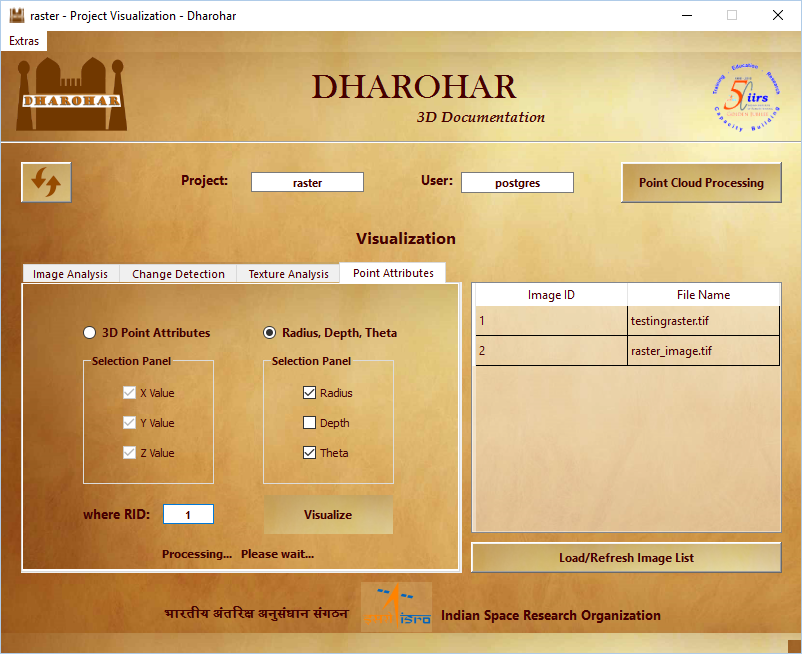 raster - Project Visualization - Dharohar
Extras
DHAROHAR
DHAROHAR
3D Documentation
Training Education Research
5 iirs
Capacity Building
Project: raster User: postgres
Point Cloud Processing
Visualization
Image Analysis Change Detection Texture Analysis Point Attributes
3D Point Attributes Radius, Depth, Theta
Selection Panel Selection Panel
X Value Radius
Y Value Depth
Z Value Theta
where RID: 1 Visualize
Processing... Please wait...
Image ID File Name
1 testingraster.tif
2 raster_image.tif
Load/Refresh Image List
भारतीय अंतरिक्ष अनुसंधान संगठन
isro
Indian Space Research Organization